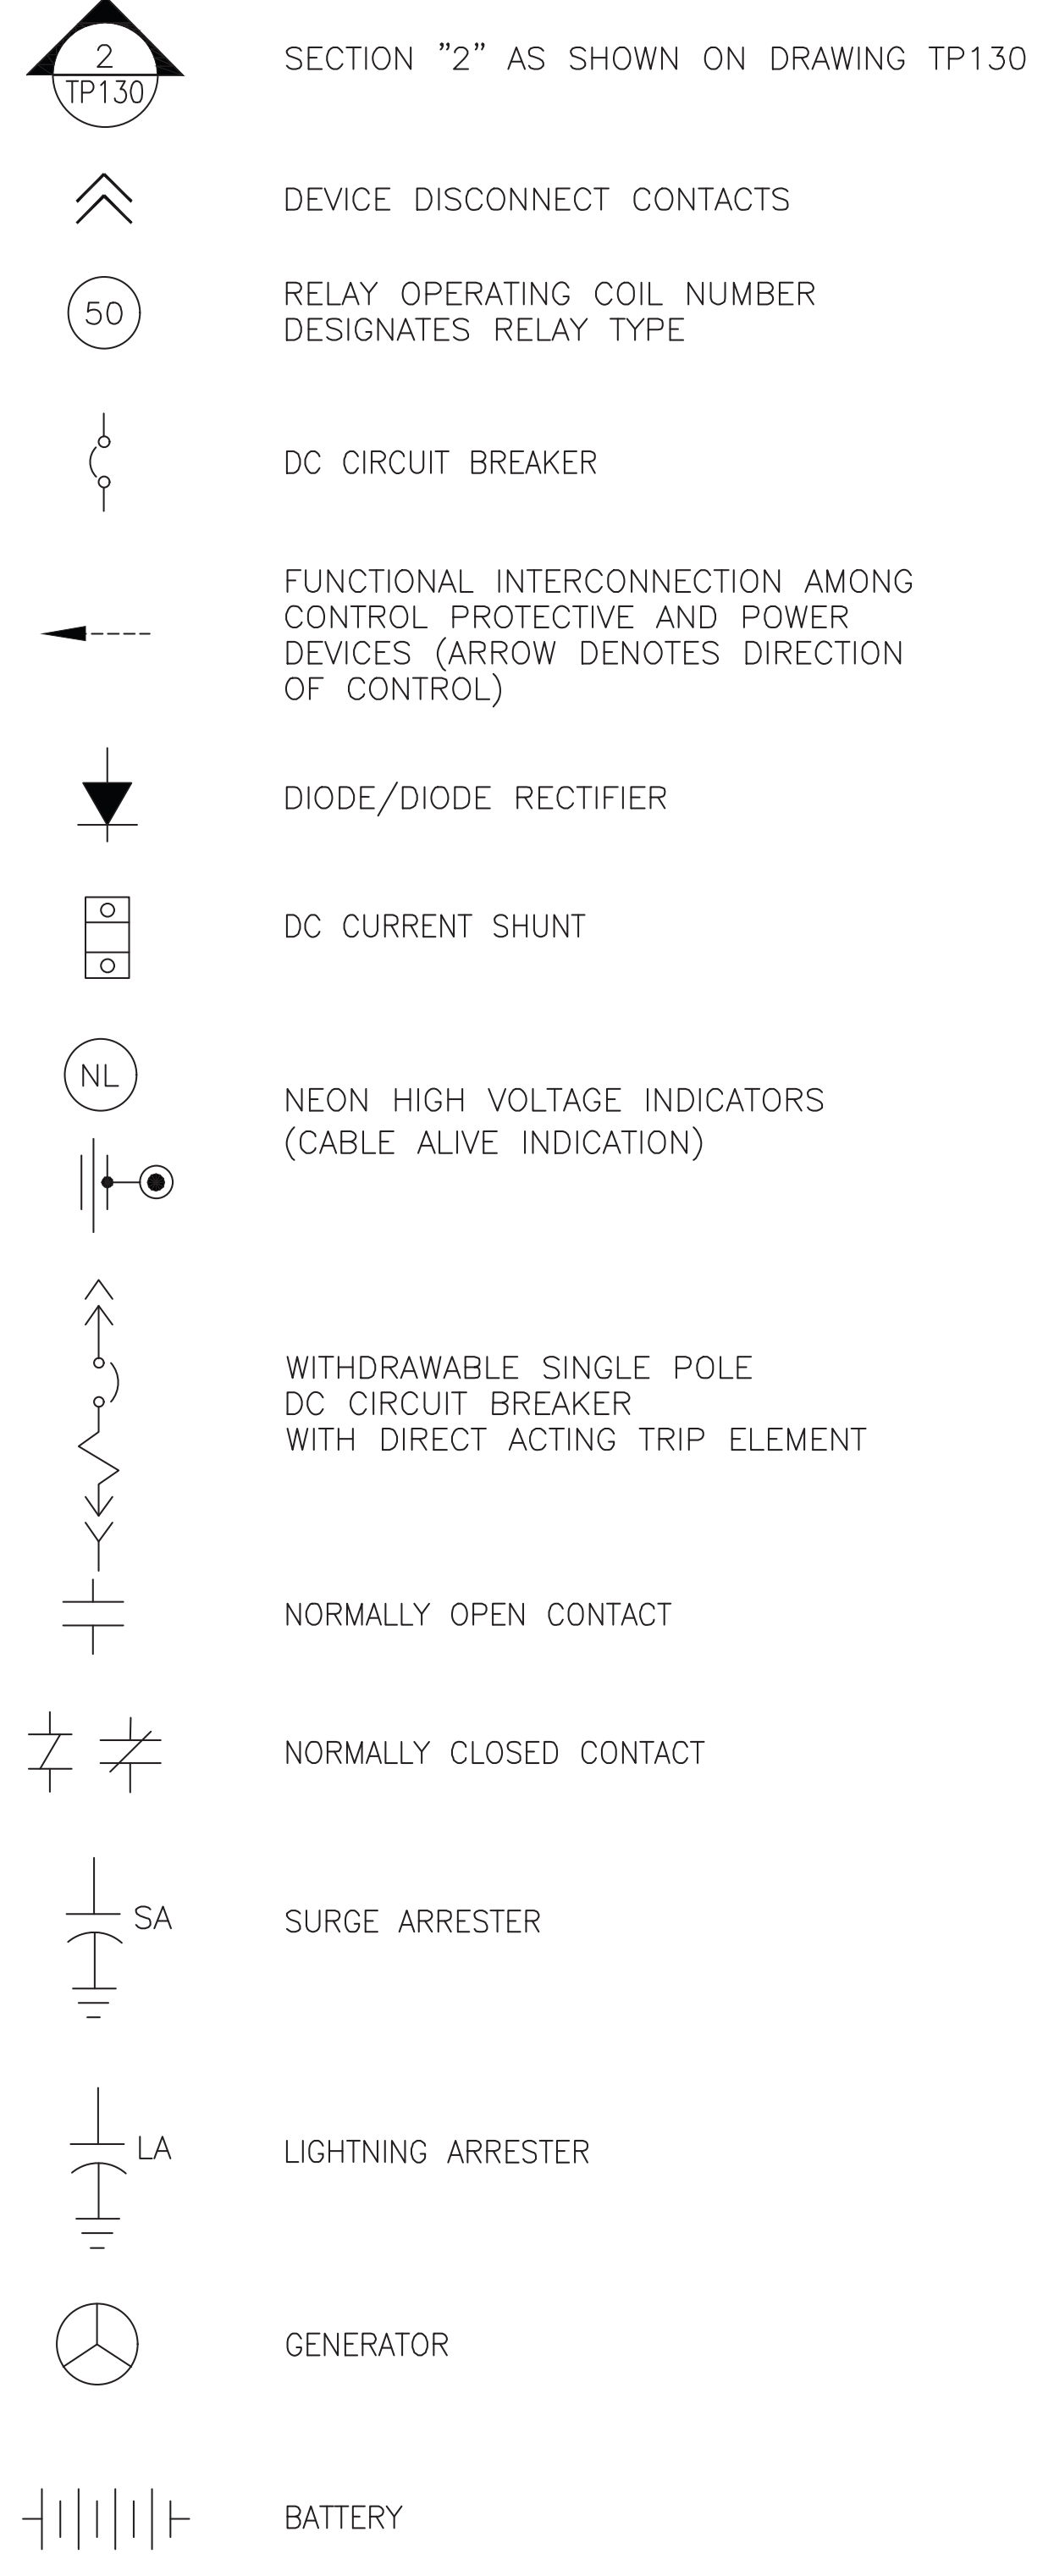 2
TP130
SECTION ”2” AS SHOWN ON DRAWING TP130
DEVICE DISCONNECT CONTACTS
50
RELAY OPERATING COIL NUMBER
DESIGNATES RELAY TYPE
DC CIRCUIT BREAKER
FUNCTIONAL INTERCONNECTION AMONG
CONTROL PROTECTIVE AND POWER
DEVICES (ARROW DENOTES DIRECTION
OF CONTROL)
DIODE/DIODE RECTIFIER
DC CURRENT SHUNT
NL
NEON HIGH VOLTAGE INDICATORS
(CABLE ALIVE INDICATION)
WITHDRAWABLE SINGLE POLE
DC CIRCUIT BREAKER
WITH DIRECT ACTING TRIP ELEMENT
NORMALLY OPEN CONTACT
NORMALLY CLOSED CONTACT
SA
SURGE ARRESTER
LA
LIGHTNING ARRESTER
GENERATOR
BATTERY